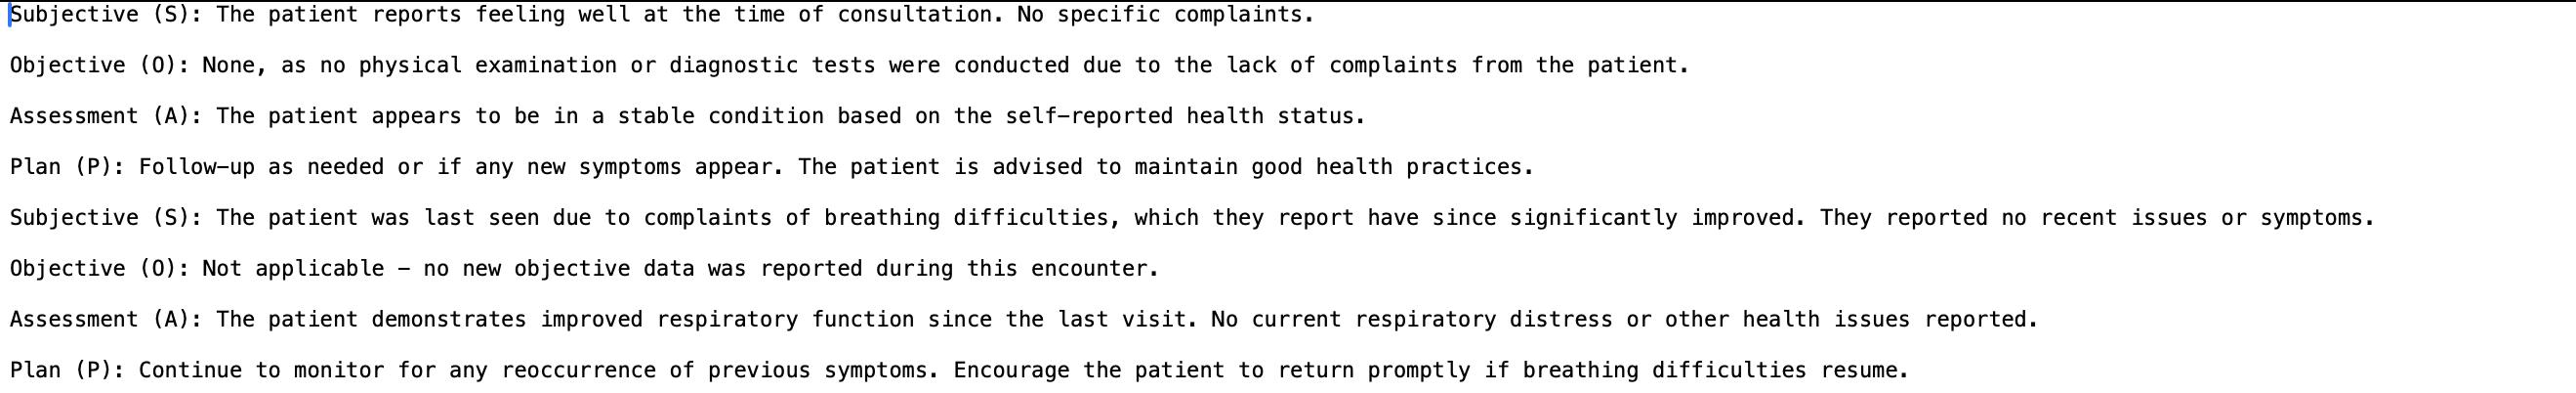 Subjective (S): The patient reports feeling well at the time of consultation. No specific complaints.
Objective (O): None, as no physical examination or diagnostic tests were conducted due to the lack of complaints from the patient.
Assessment (A): The patient appears to be in a stable condition based on the self-reported health status.
Plan (P): Follow-up as needed or if any new symptoms appear. The patient is advised to maintain good health practices.
Subjective (S): The patient was last seen due to complaints of breathing difficulties, which they report have since significantly improved. They reported no recent issues or symptoms.
Objective (O): Not applicable – no new objective data was reported during this encounter.
Assessment (A): The patient demonstrates improved respiratory function since the last visit. No current respiratory distress or other health issues reported.
Plan (P): Continue to monitor for any reoccurrence of previous symptoms. Encourage the patient to return promptly if breathing difficulties resume.